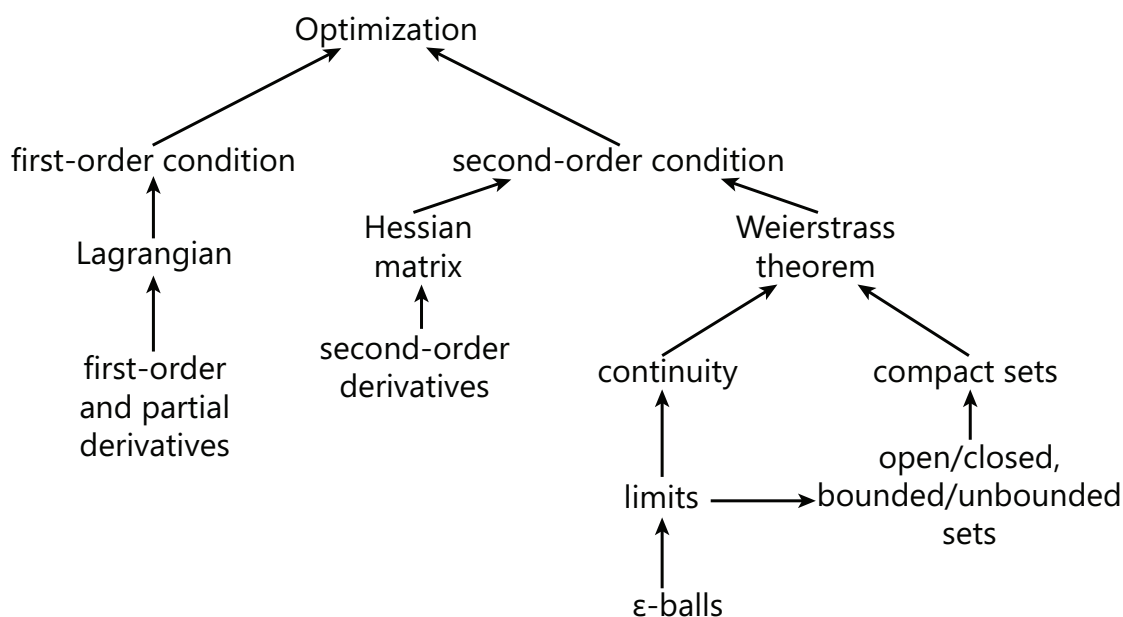 Optimization
first-order condition
second-order condition
Lagrangian
Hessian
matrix
Weierstrass
theorem
first-order
and partial
derivatives
second-order
derivatives
continuity
compact sets
limits
open/closed,
bounded/unbounded
sets
ε-balls